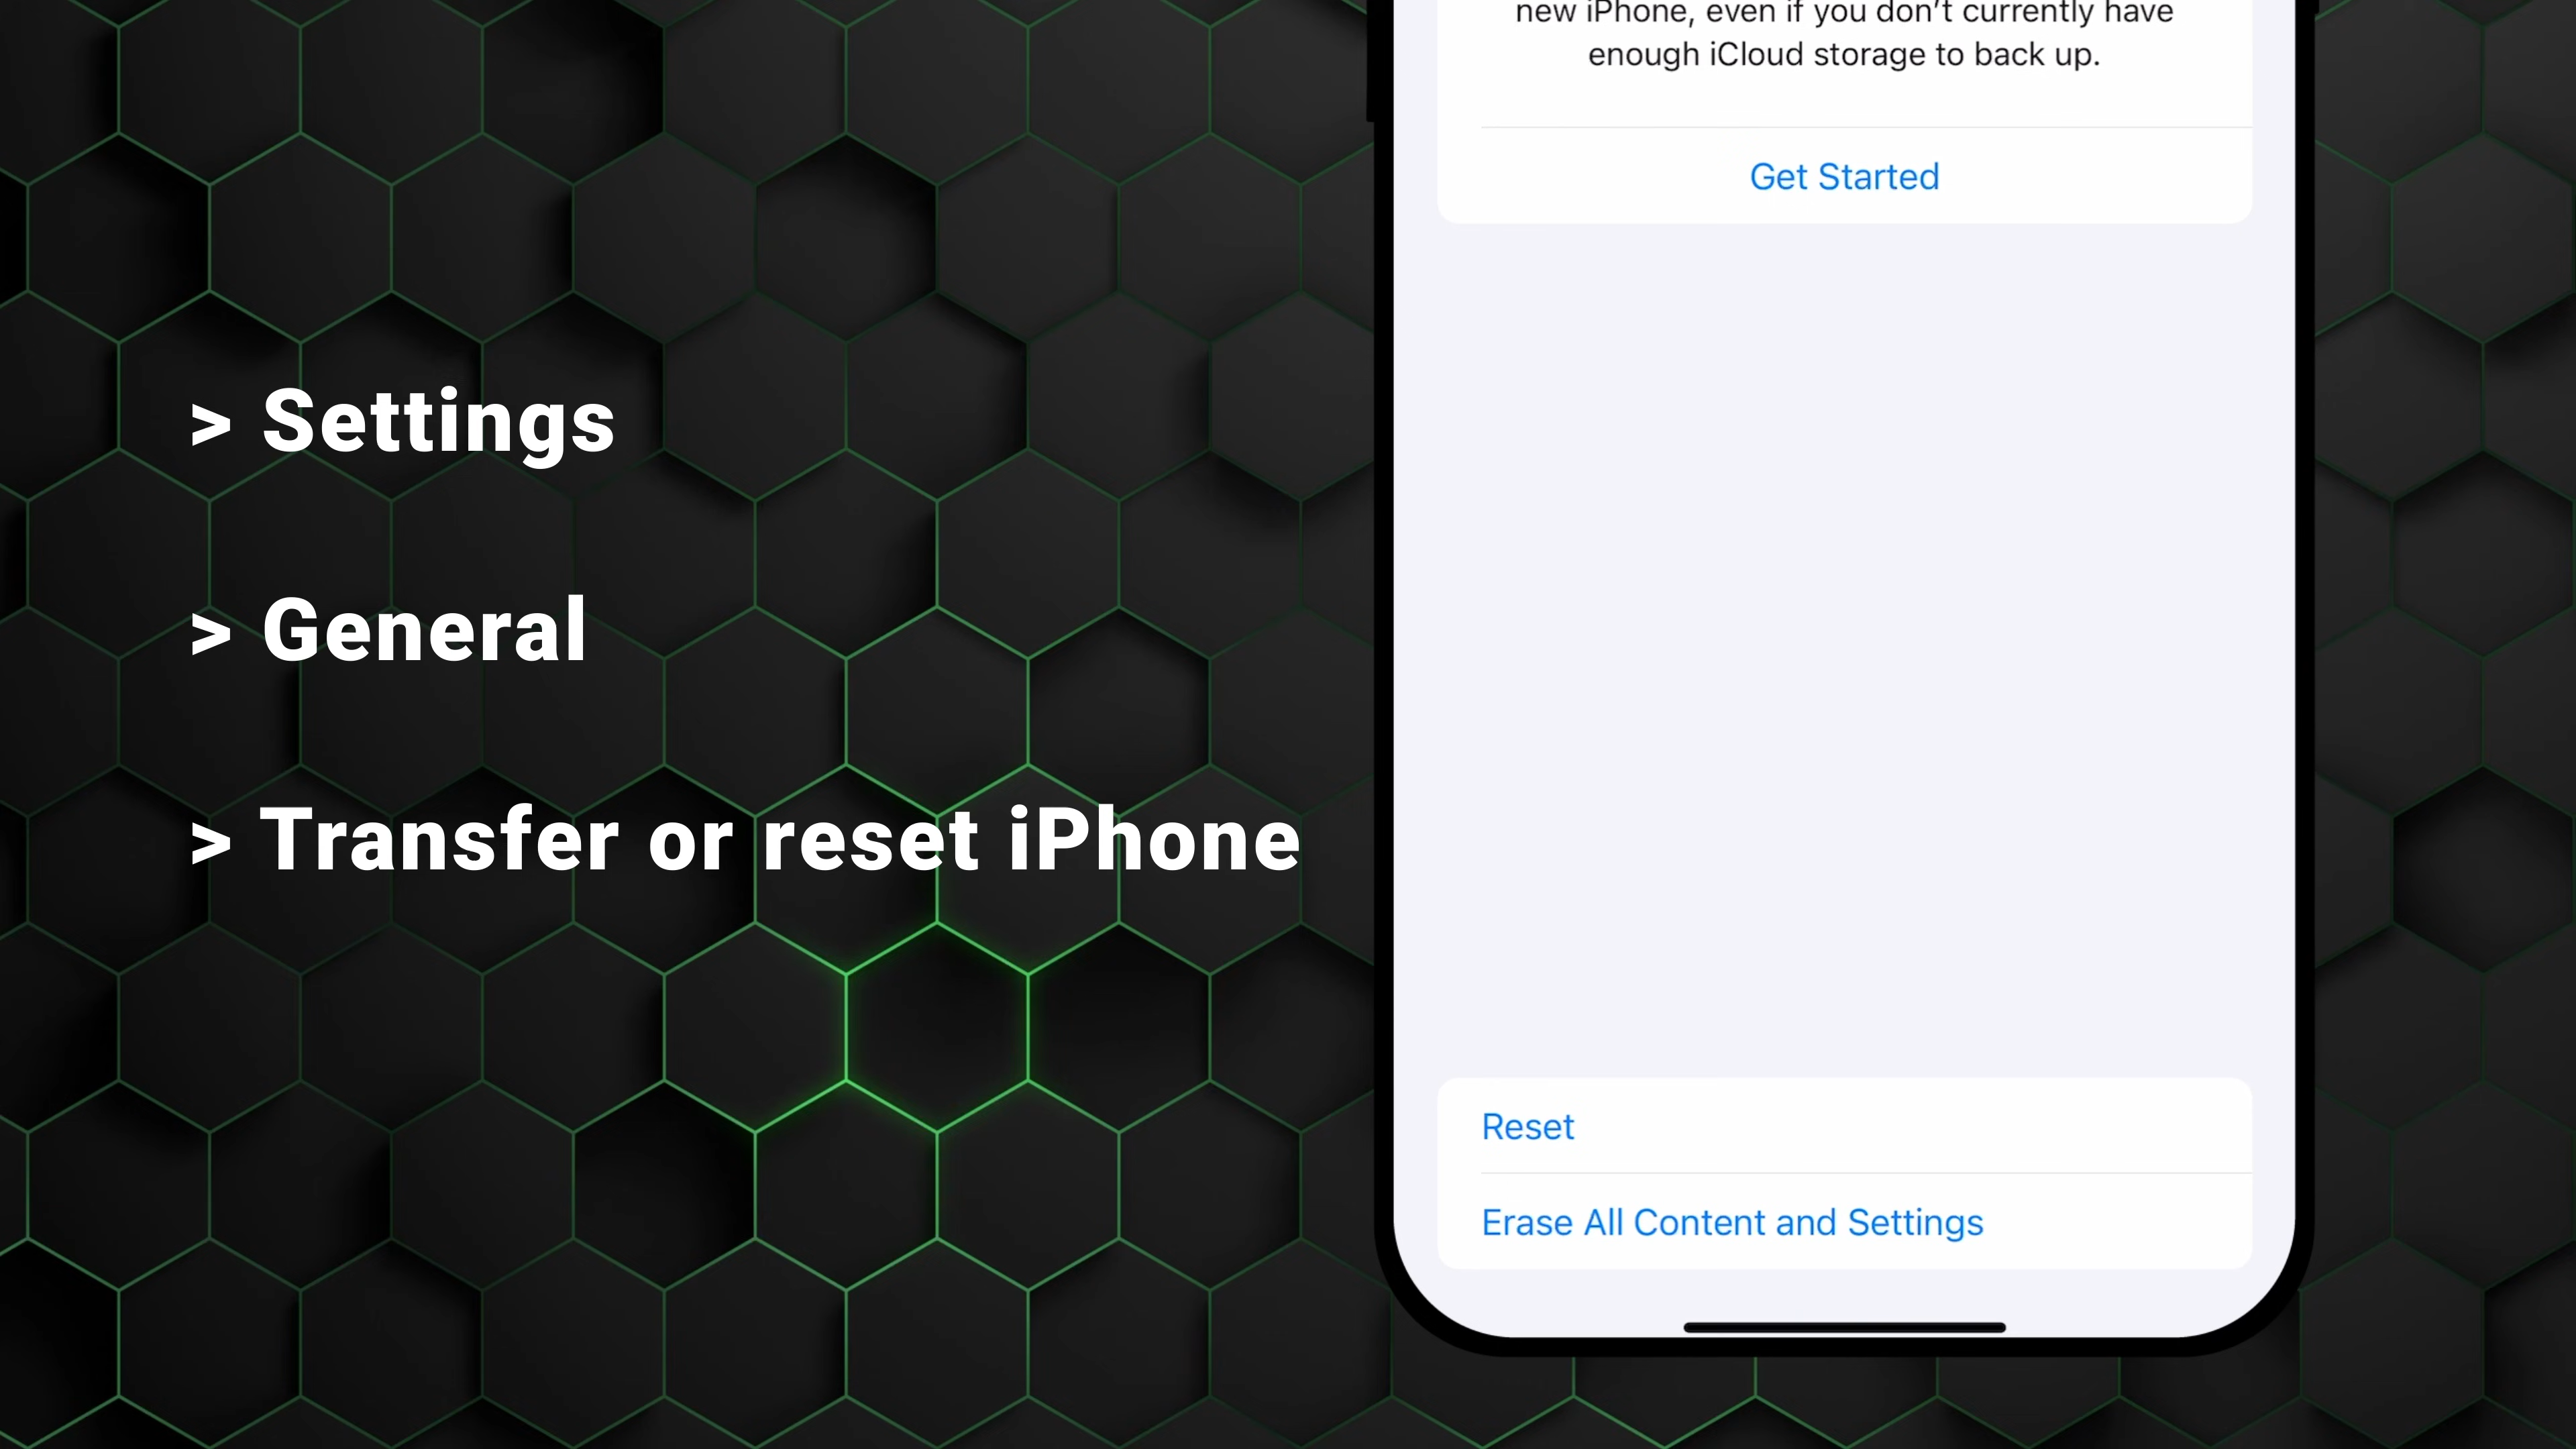 > Settings
> General
> Transfer or reset iPhone
new iPhone, even if you don’t currently have
enough iCloud storage to back up.
Get Started
Reset
Erase All Content and Settings